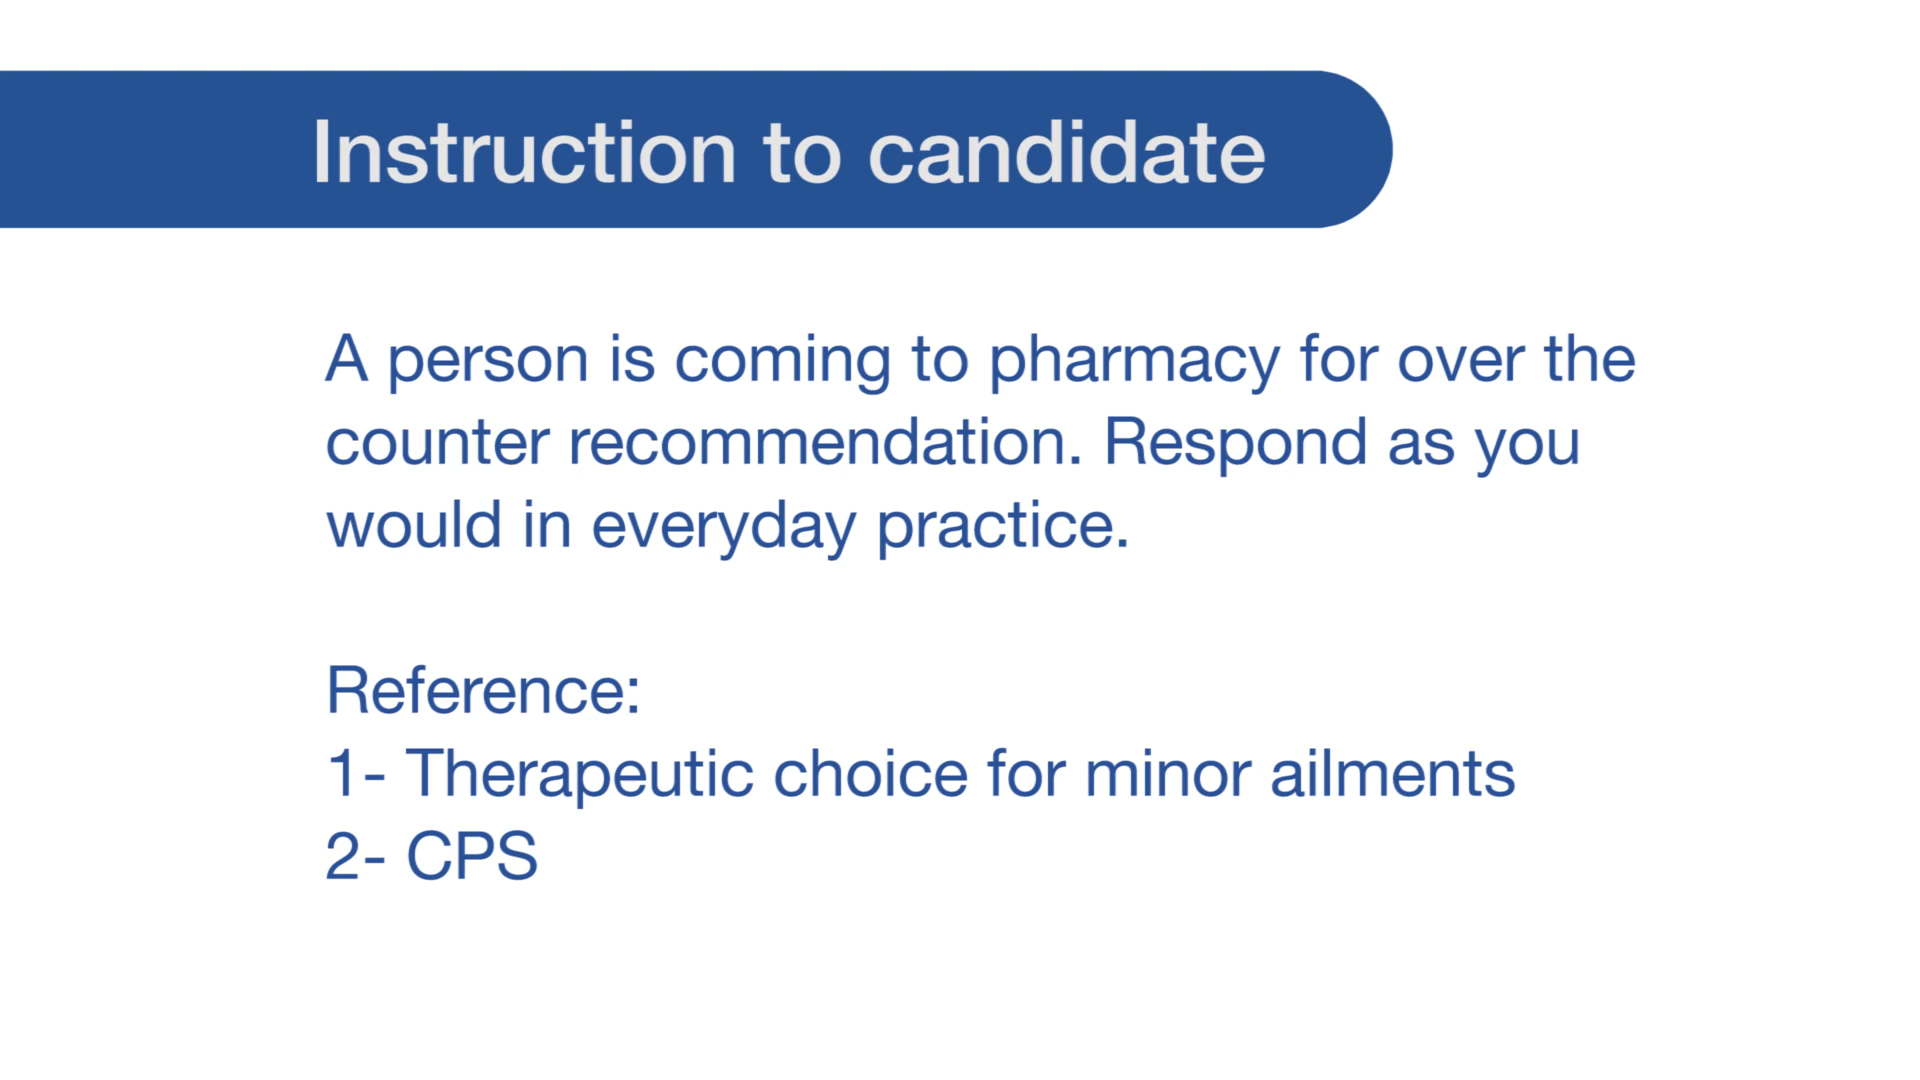 Instruction to candidate
A person is coming to pharmacy for over the
counter recommendation. Respond as you
would in everyday practice.
Reference:
1- Therapeutic choice for minor ailments
2- CPS